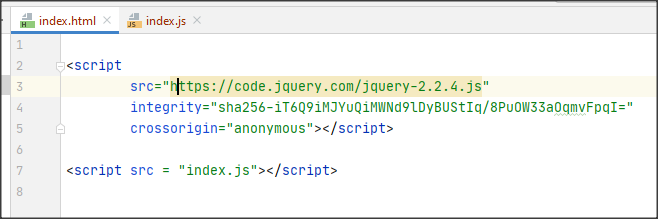 index.html
index.js
1
2 <script
3 src="https://code.jquery.com/jquery-2.2.4.js"
4 integrity="sha256-iT6Q9iMJYuQiMWNd9lDyBUStIq/8PuOW33aOqmvFpqI="
5 crossorigin="anonymous"></script>
6
7 <script src = "index.js"></script>
8